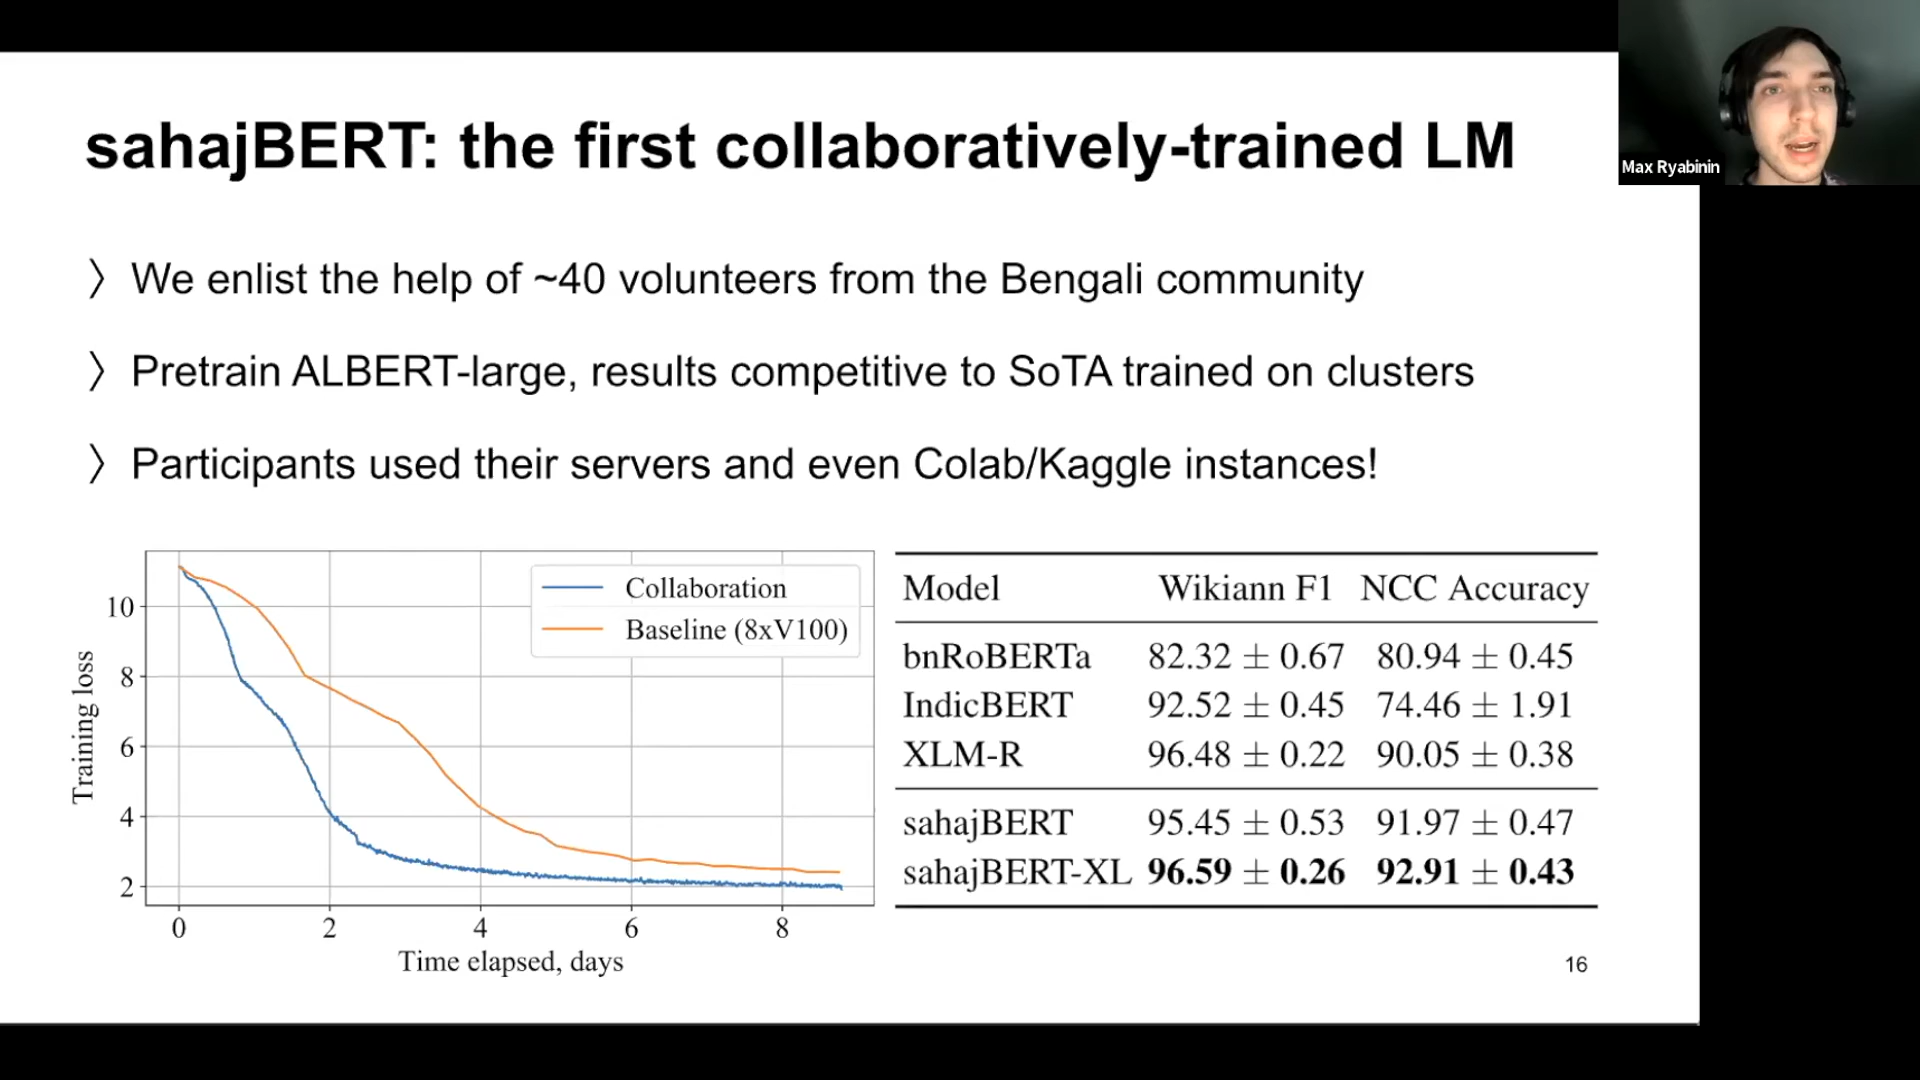 sahajBERT: the first collaboratively-trained LM
Max Ryabinin
〉 We enlist the help of ~40 volunteers from the Bengali community
〉 Pretrain ALBERT-large, results competitive to SoTA trained on clusters
〉 Participants used their servers and even Colab/Kaggle instances!
Collaboration
Baseline (8xV100)
10
8
6
4
2
Training loss
0 2 4 6 8
Time elapsed, days
Model Wikiann F1 NCC Accuracy
bnRoBERTa 82.32 ± 0.67 80.94 ± 0.45
IndicBERT 92.52 ± 0.45 74.46 ± 1.91
XLM-R 96.48 ± 0.22 90.05 ± 0.38
sahajBERT 95.45 ± 0.53 91.97 ± 0.47
sahajBERT-XL 96.59 ± 0.26 92.91 ± 0.43
16